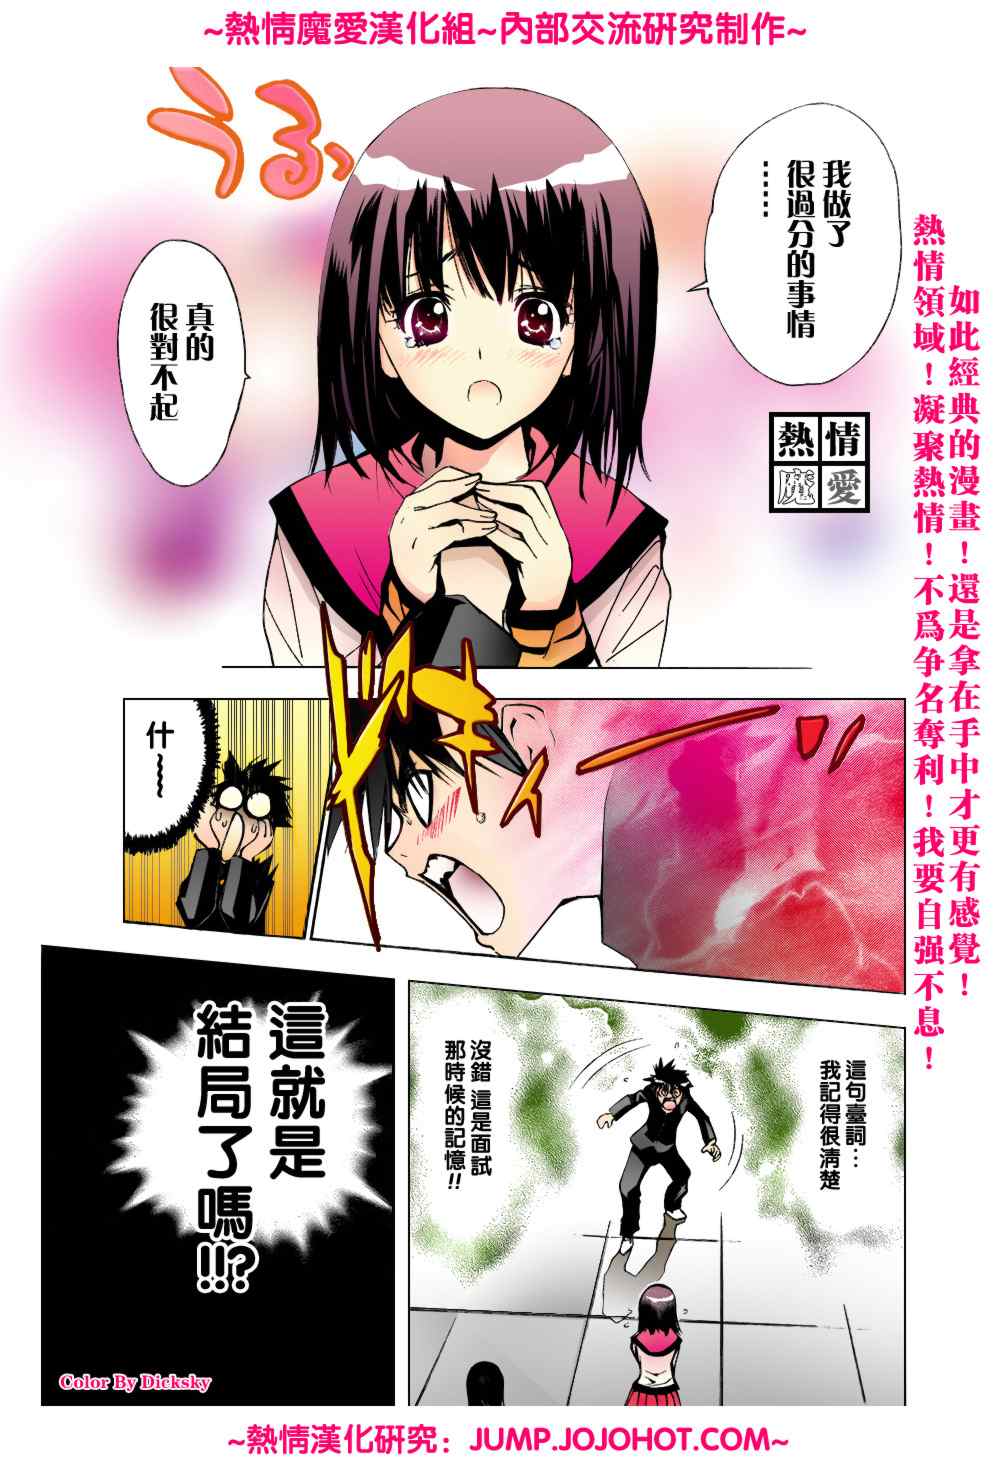 ~熱情魔愛漢化組~內部交流研究制作~
うふっ
我做了
很過分的事情
……
真的
很對不起
熱情
魔愛
如此經典的漫畫！還是拿在手中才更有感覺！
熱情領域！凝聚熱情！不爲争名奪利！我要自强不息！
什~~
這句臺詞…
我記得很清楚
沒錯 這是面試
那時候的記憶!!
這就是
結局了嗎!!?
Color By Dicksky
~熱情漢化研究：JUMP.JOJOHOT.COM~